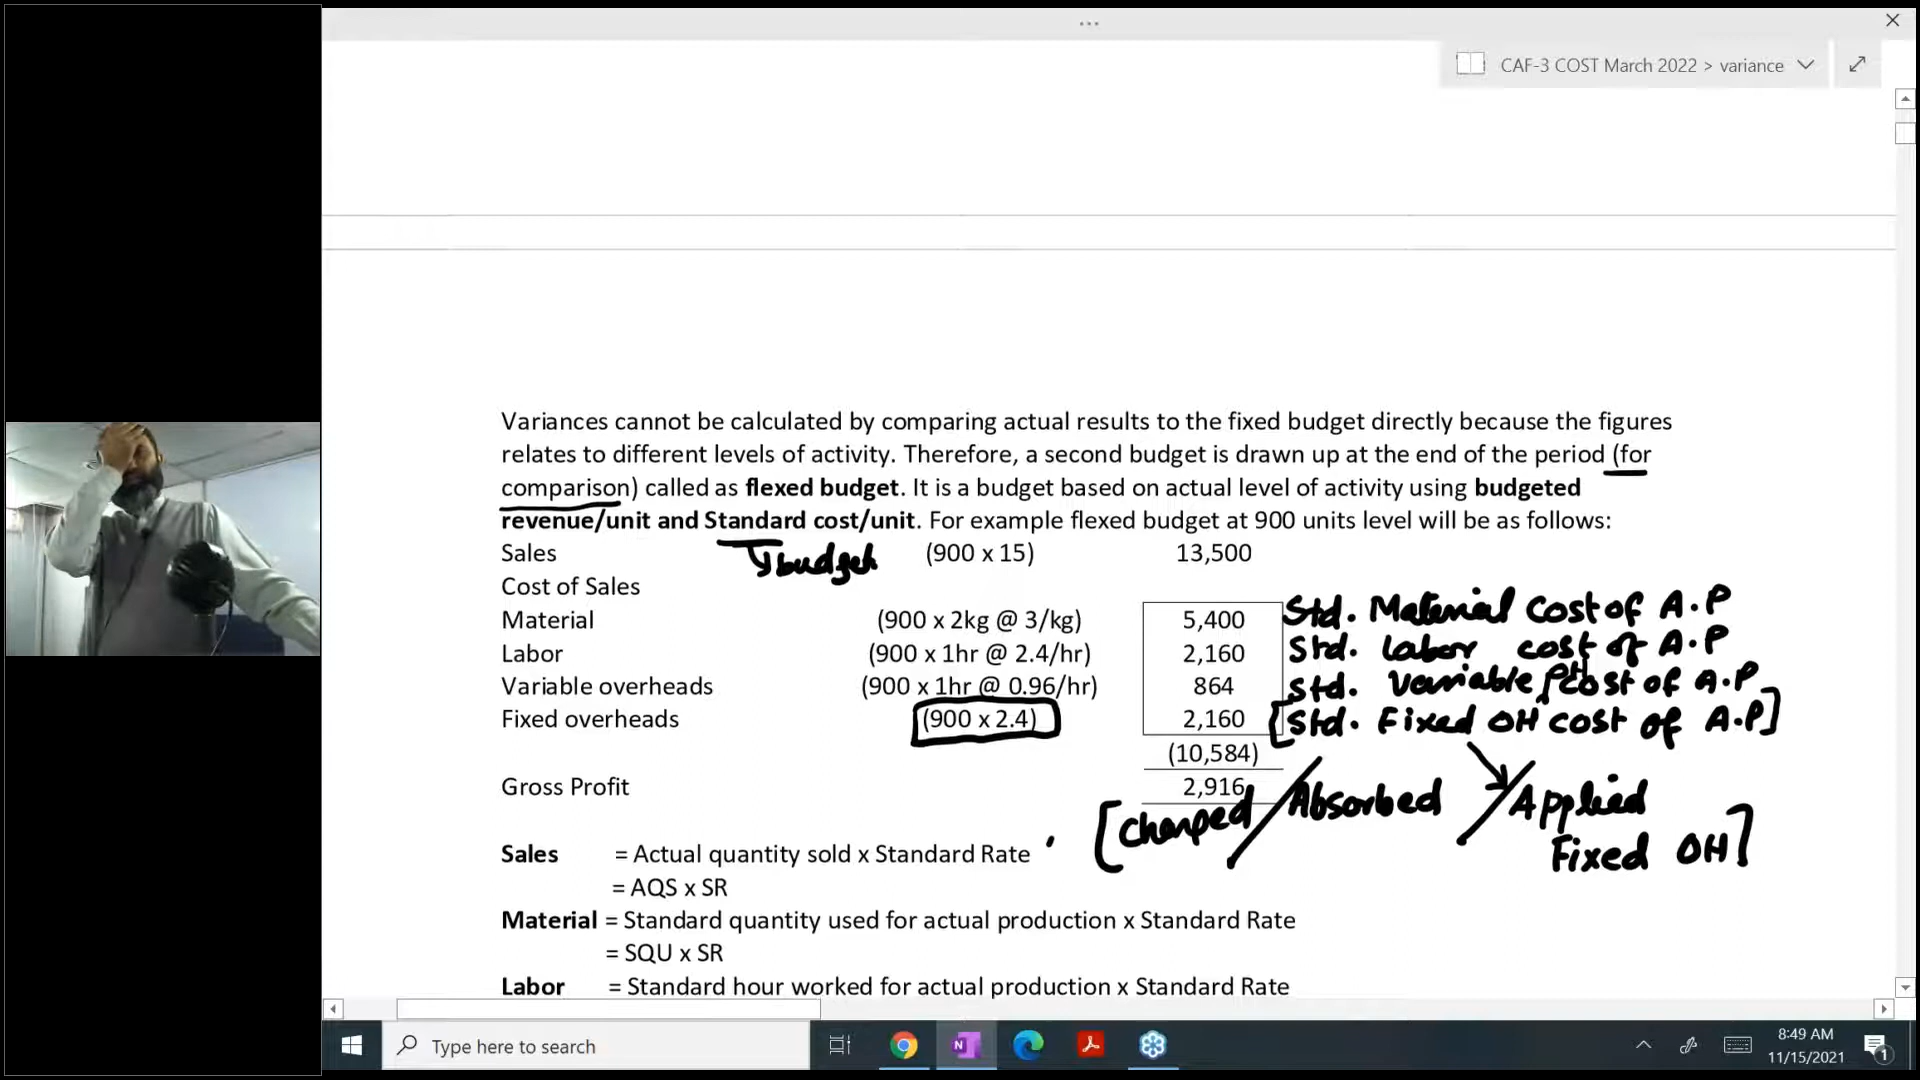 CAF-3 COST March 2022 > variance
Variances cannot be calculated by comparing actual results to the fixed budget directly because the figures
relates to different levels of activity. Therefore, a second budget is drawn up at the end of the period (for
comparison) called as flexed budget. It is a budget based on actual level of activity using budgeted
revenue/unit and Standard cost/unit. For example flexed budget at 900 units level will be as follows:
budget
Sales (900 x 15) 13,500
Cost of Sales
Material (900 x 2kg @ 3/kg) 5,400 Std. Material Cost of A.P
Labor (900 x 1hr @ 2.4/hr) 2,160 Std. Labor cost of A.P
Variable overheads (900 x 1hr @ 0.96/hr) 864 Std. Variable OH cost of A.P
Fixed overheads (900 x 2.4) 2,160 [Std. Fixed OH cost of A.P]
(10,584)
Gross Profit 2,916
[Charged/Absorbed/Applied
Fixed OH]
Sales = Actual quantity sold x Standard Rate
= AQS x SR
Material = Standard quantity used for actual production x Standard Rate
= SQU x SR
Labor = Standard hour worked for actual production x Standard Rate
Type here to search
8:49 AM
11/15/2021
1